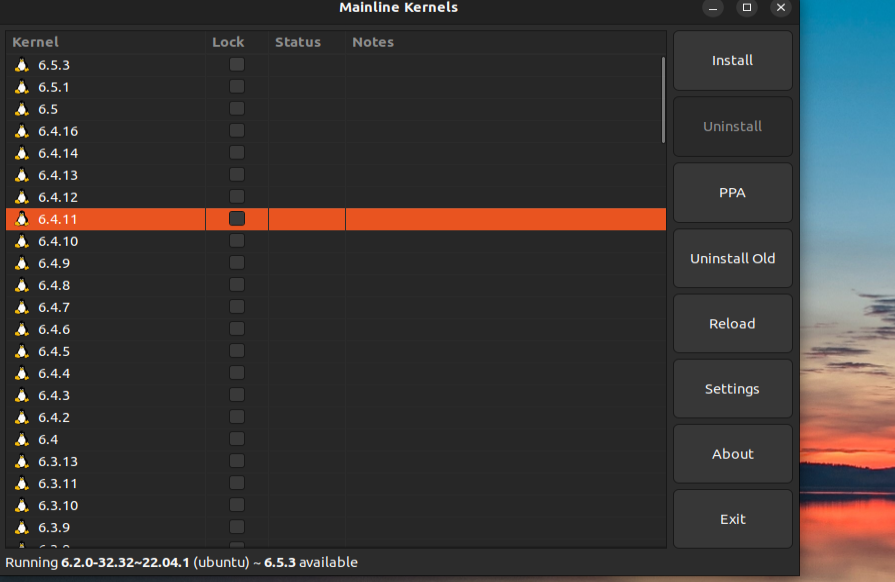 Mainline Kernels
Kernel Lock Status Notes
6.5.3
6.5.1
6.5
6.4.16
6.4.14
6.4.13
6.4.12
6.4.11
6.4.10
6.4.9
6.4.8
6.4.7
6.4.6
6.4.5
6.4.4
6.4.3
6.4.2
6.4
6.3.13
6.3.11
6.3.10
6.3.9
Install
Uninstall
PPA
Uninstall Old
Reload
Settings
About
Exit
Running 6.2.0-32.32~22.04.1 (ubuntu) ~ 6.5.3 available